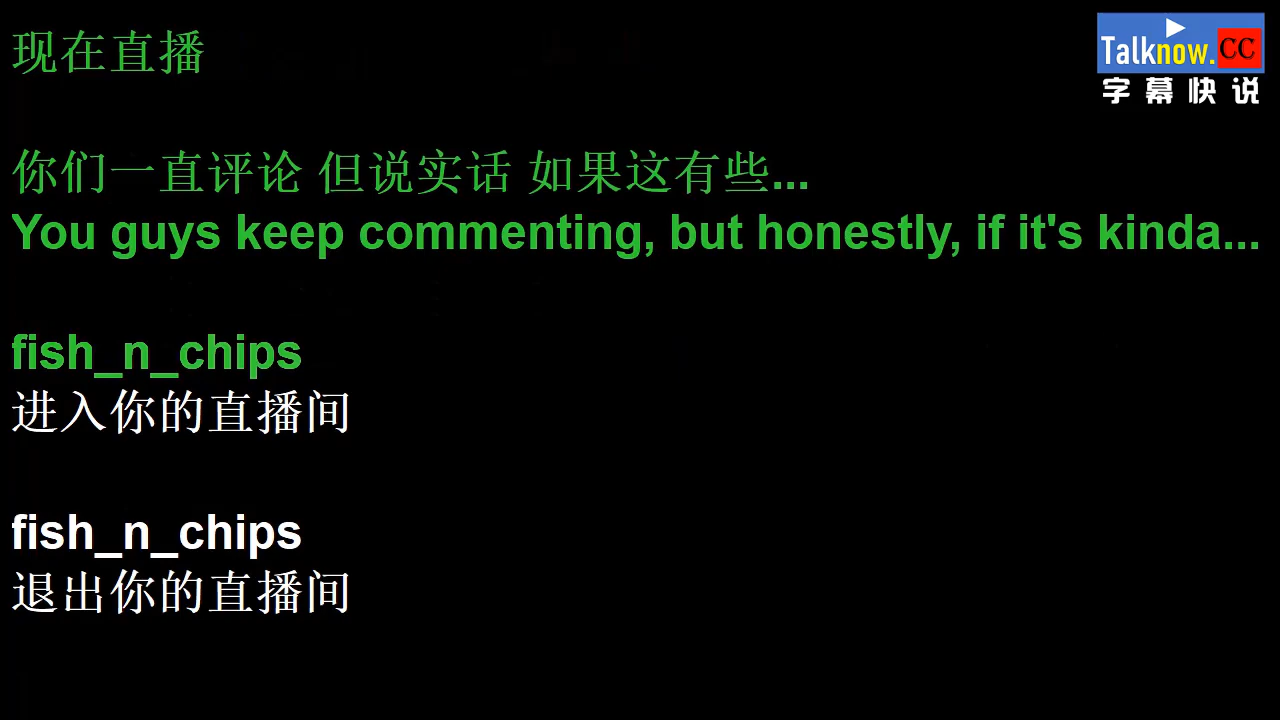 现在直播
Talknow.CC
字幕快说
你们一直评论 但说实话 如果这有些...
You guys keep commenting, but honestly, if it's kinda...
fish_n_chips
进入你的直播间
fish_n_chips
退出你的直播间